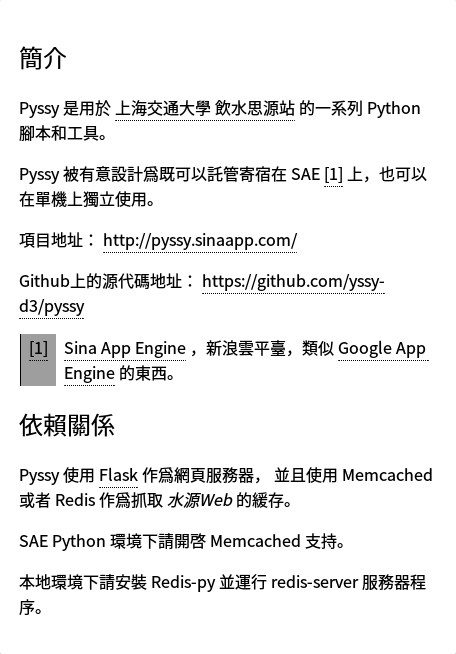 簡介
Pyssy 是用於 上海交通大學 飲水思源站 的一系列 Python
腳本和工具。
Pyssy 被有意設計爲既可以託管寄宿在 SAE [1] 上，也可以
在單機上獨立使用。
項目地址： http://pyssy.sinaapp.com/
Github上的源代碼地址： https://github.com/yssy-
d3/pyssy
[1] Sina App Engine ，新浪雲平臺，類似 Google App
Engine 的東西。
依賴關係
Pyssy 使用 Flask 作爲網頁服務器， 並且使用 Memcached
或者 Redis 作爲抓取 水源Web 的緩存。
SAE Python 環境下請開啓 Memcached 支持。
本地環境下請安裝 Redis-py 並運行 redis-server 服務器程
序。